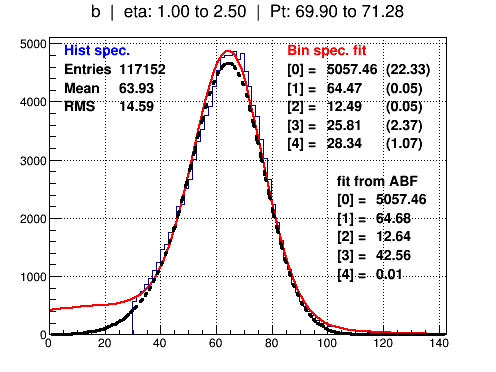 b | eta: 1.00 to 2.50 | Pt: 69.90 to 71.28
Hist spec.
Entries 117152
Mean 63.93
RMS 14.59
Bin spec. fit
[0] = 5057.46 (22.33)
[1] = 64.47 (0.05)
[2] = 12.49 (0.05)
[3] = 25.81 (2.37)
[4] = 28.34 (1.07)
fit from ABF
[0] = 5057.46
[1] = 64.68
[2] = 12.64
[3] = 42.56
[4] = 0.01
5000
4000
3000
2000
1000
0
0 20 40 60 80 100 120 140